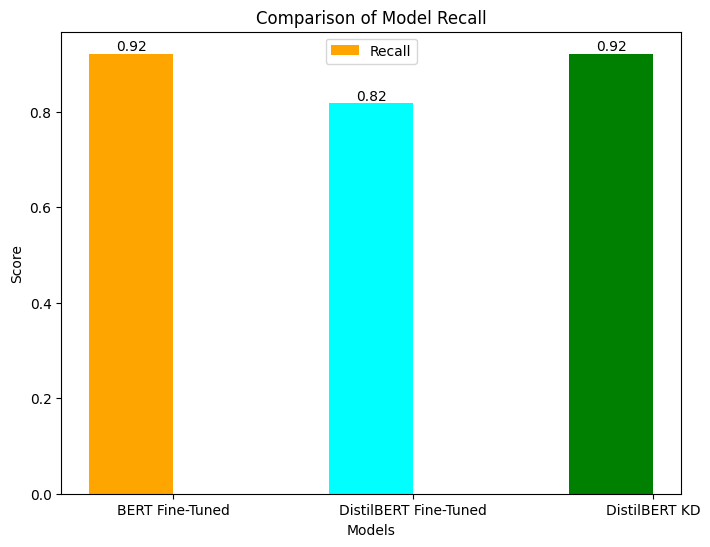 Comparison of Model Recall
0.92
0.82
0.92
Recall
Score
0.8
0.6
0.4
0.2
0.0
BERT Fine-Tuned
DistilBERT Fine-Tuned
DistilBERT KD
Models